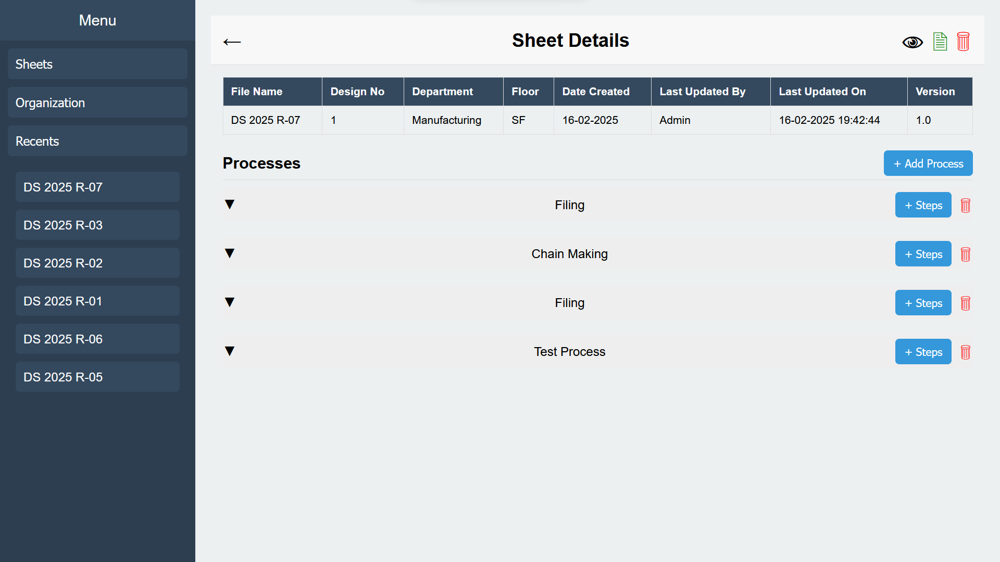 Menu
Sheets
Organization
Recents
DS 2025 R-07
DS 2025 R-03
DS 2025 R-02
DS 2025 R-01
DS 2025 R-06
DS 2025 R-05
Sheet Details
File Name Design No Department Floor Date Created Last Updated By Last Updated On Version
DS 2025 R-07 1 Manufacturing SF 16-02-2025 Admin 16-02-2025 19:42:44 1.0
Processes + Add Process
Filing + Steps
Chain Making + Steps
Filing + Steps
Test Process + Steps